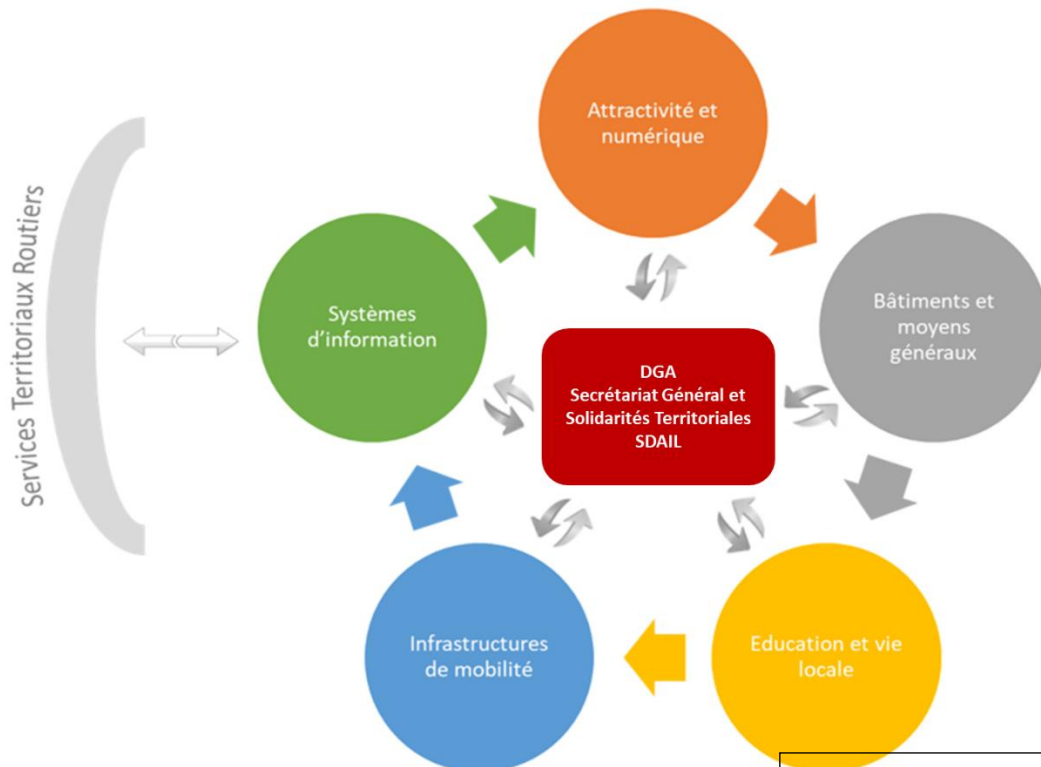 Attractivité et
numérique
Services Territoriaux Routiers
Systèmes
d'information
Bâtiments et
moyens
généraux
DGA
Secrétariat Général et
Solidarités Territoriales
SDAIL
Infrastructures
de mobilité
Education et vie
locale